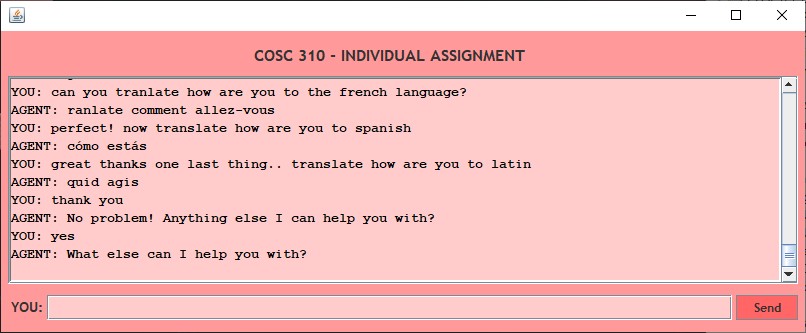 COSC 310 - INDIVIDUAL ASSIGNMENT
YOU: can you tranlate how are you to the french language?
AGENT: ranlate comment allez-vous
YOU: perfect! now translate how are you to spanish
AGENT: cómo estás
YOU: great thanks one last thing.. translate how are you to latin
AGENT: quid agis
YOU: thank you
AGENT: No problem! Anything else I can help you with?
YOU: yes
AGENT: What else can I help you with?
YOU:
Send